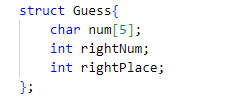 struct Guess{
    char num[5];
    int rightNum;
    int rightPlace;
};